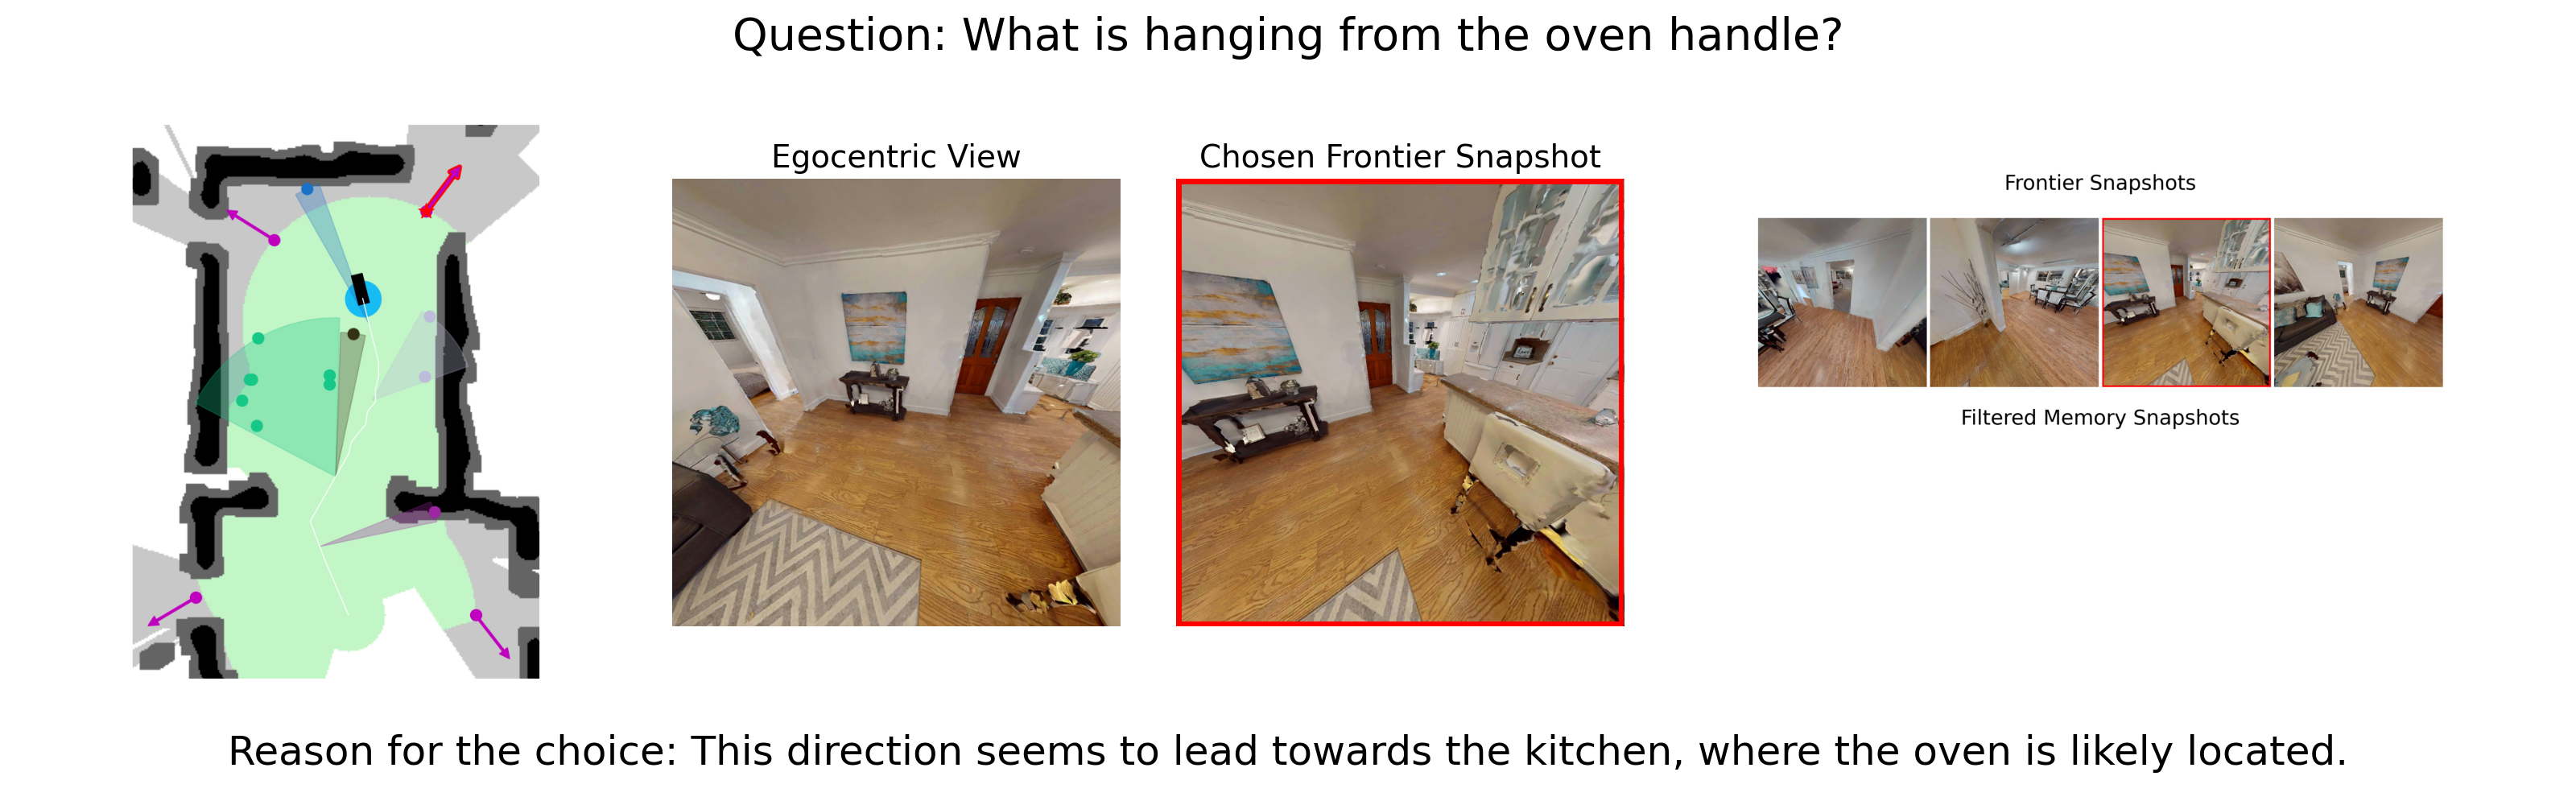 Question: What is hanging from the oven handle?
Egocentric View
Chosen Frontier Snapshot
Frontier Snapshots
Filtered Memory Snapshots
Reason for the choice: This direction seems to lead towards the kitchen, where the oven is likely located.